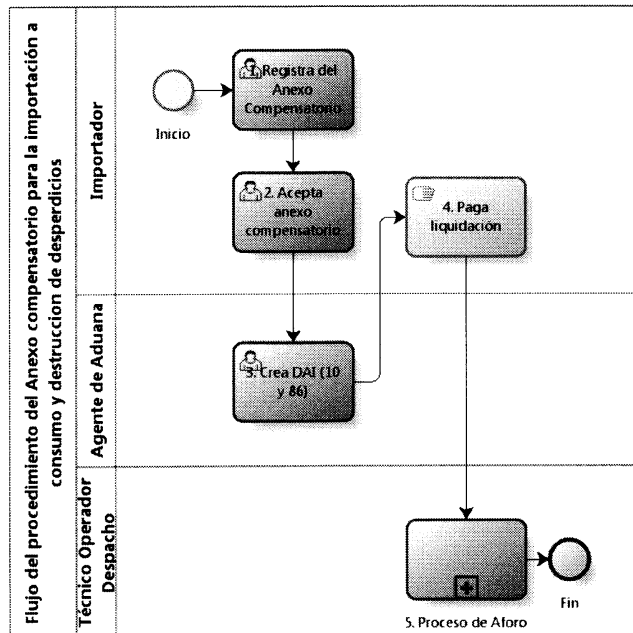 Flujo del procedimiento del Anexo compensatorio para la importación a
consumo y destruccion de desperdicios
Importador
Inicio
1. Registra del
Anexo
Compensatorio
2. Acepta
anexo
compensatorio
4. Paga
liquidación
Agente de Aduana
3. Crea DAI (10
y 86)
Técnico Operador
Despacho
5. Proceso de Aforo
Fin